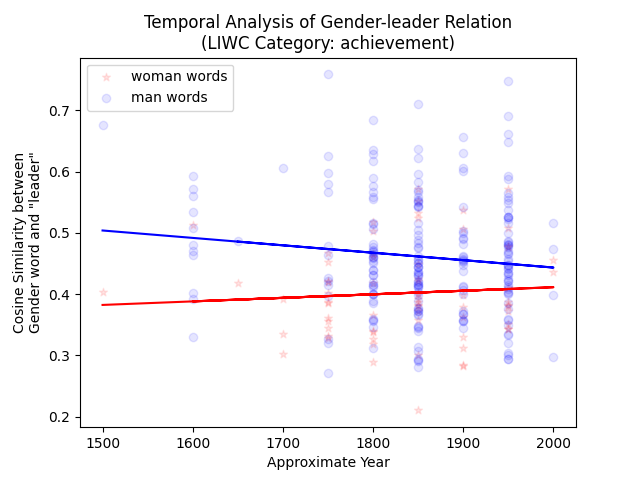 Temporal Analysis of Gender-leader Relation
(LIWC Category: achievement)
woman words
man words
Cosine Similarity between
Gender word and "leader"
0.7
0.6
0.5
0.4
0.3
0.2
1500 1600 1700 1800 1900 2000
Approximate Year